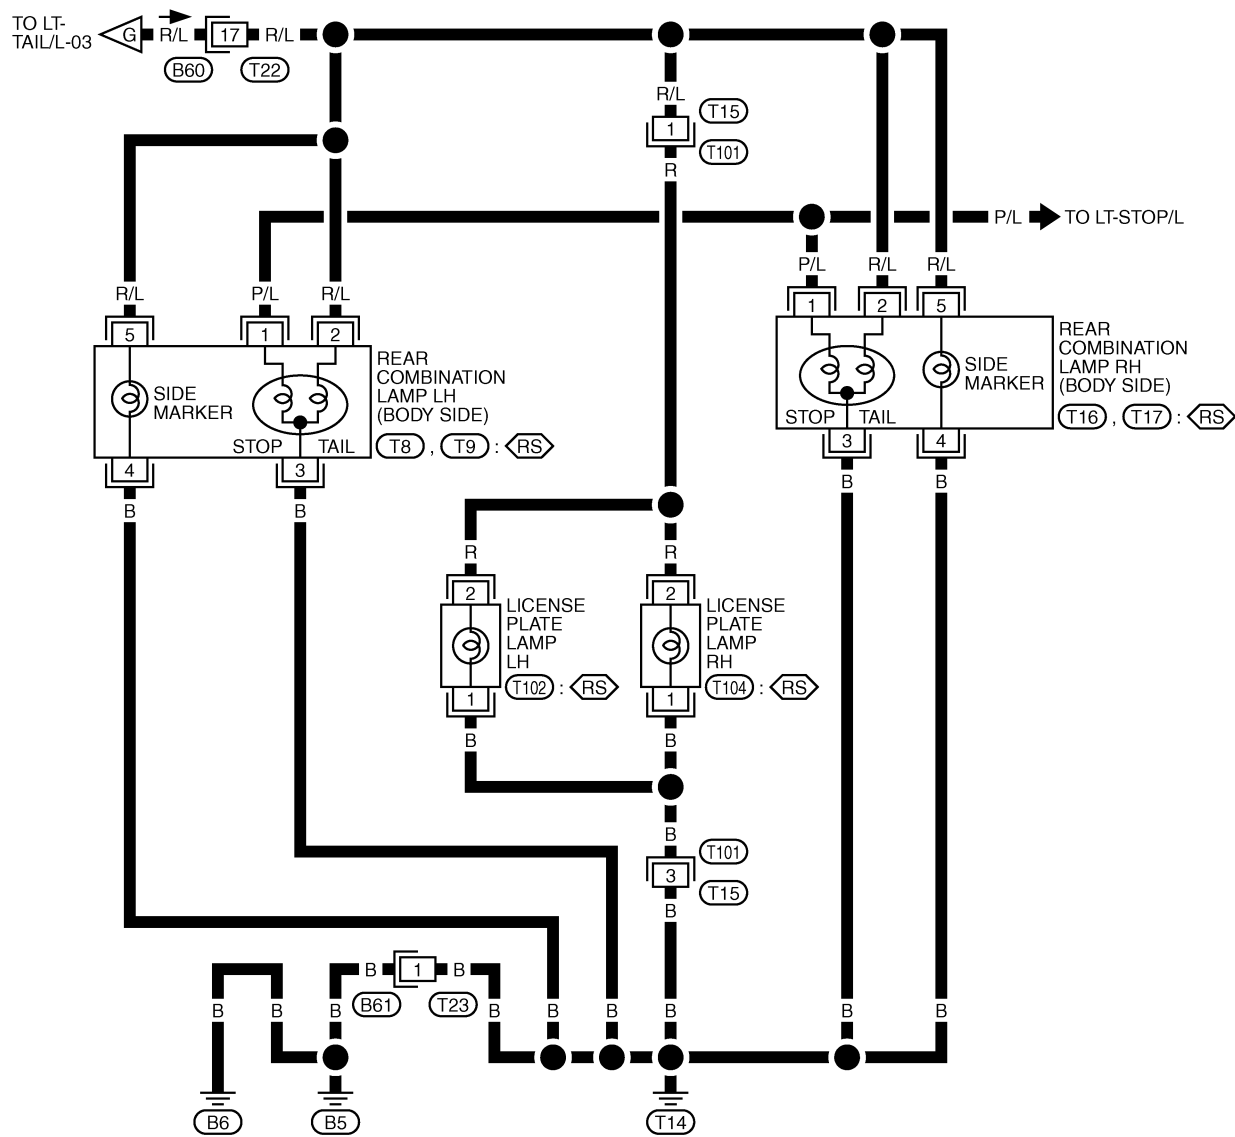 TO LT-
TAIL/L-03
G
R/L
17
R/L
B60
T22
R/L
T15
1
T101
R
P/L
TO LT-STOP/L
P/L
R/L
R/L
R/L
P/L
R/L
1
2
5
5
1
2
SIDE
MARKER
STOP
TAIL
REAR
COMBINATION
LAMP LH
(BODY SIDE)
T8 , T9 : RS
4
3
B
B
STOP
TAIL
SIDE
MARKER
REAR
COMBINATION
LAMP RH
(BODY SIDE)
T16 , T17 : RS
3
4
B
B
R
R
2
LICENSE
PLATE
LAMP
LH
T102 : RS
1
B
2
LICENSE
PLATE
LAMP
RH
T104 : RS
1
B
B
T101
3
T15
B
B
1
B
B61
T23
B
B
B
B
B
B
B
B
B
B6
B5
T14